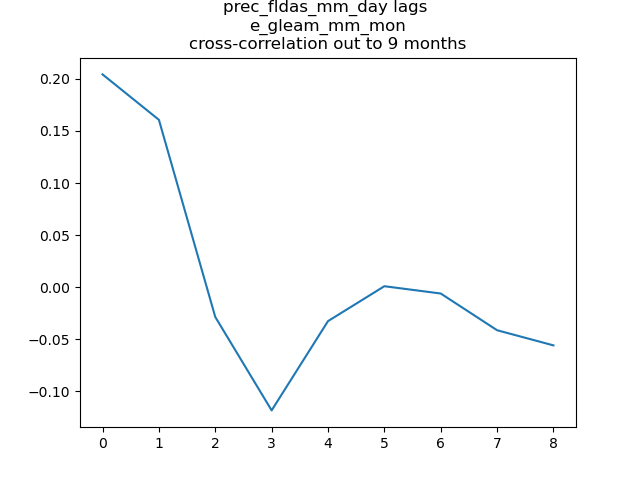 prec_fldas_mm_day lags
e_gleam_mm_mon
cross-correlation out to 9 months
0.20
0.15
0.10
0.05
0.00
−0.05
−0.10
0 1 2 3 4 5 6 7 8